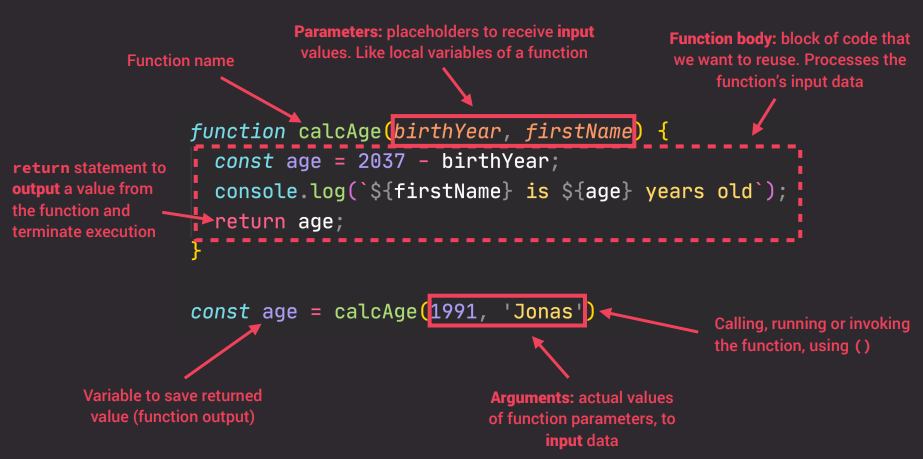 Parameters: placeholders to receive input
values. Like local variables of a function
Function name
Function body: block of code that
we want to reuse. Processes the
function's input data
function calcAge(birthYear, firstName) {
const age = 2037 - birthYear;
console.log(`${firstName} is ${age} years old`);
return age;
}
return statement to
output a value from
the function and
terminate execution
const age = calcAge(1991, 'Jonas')
Calling, running or invoking
the function, using ()
Variable to save returned
value (function output)
Arguments: actual values
of function parameters, to
input data